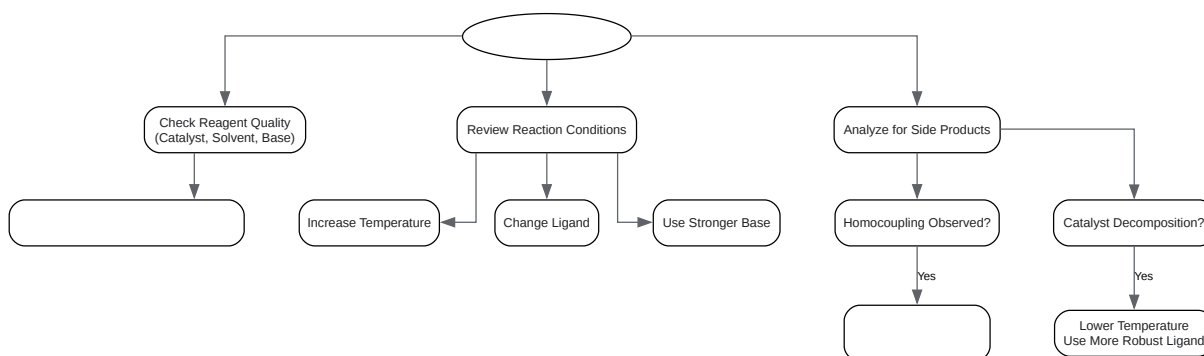 Check Reagent Quality
(Catalyst, Solvent, Base)
Review Reaction Conditions
Analyze for Side Products
Increase Temperature
Change Ligand
Use Stronger Base
Homocoupling Observed?
Catalyst Decomposition?
Yes
Yes
Lower Temperature
Use More Robust Ligand